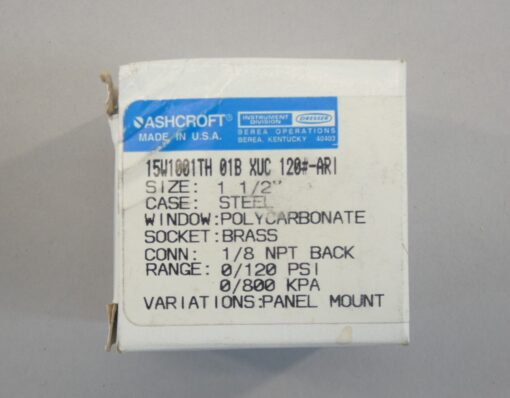 ASHCROFT®
MADE IN U.S.A.
INSTRUMENT
DIVISION
DRESSER
BEREA OPERATIONS
BEREA, KENTUCKY 40403
15W1001TH 01B XUC 120#-ARI
SIZE: 1 1/2"
CASE: STEEL
WINDOW:POLYCARBONATE
SOCKET:BRASS
CONN: 1/8 NPT BACK
RANGE: 0/120 PSI
0/800 KPA
VARIATIONS:PANEL MOUNT